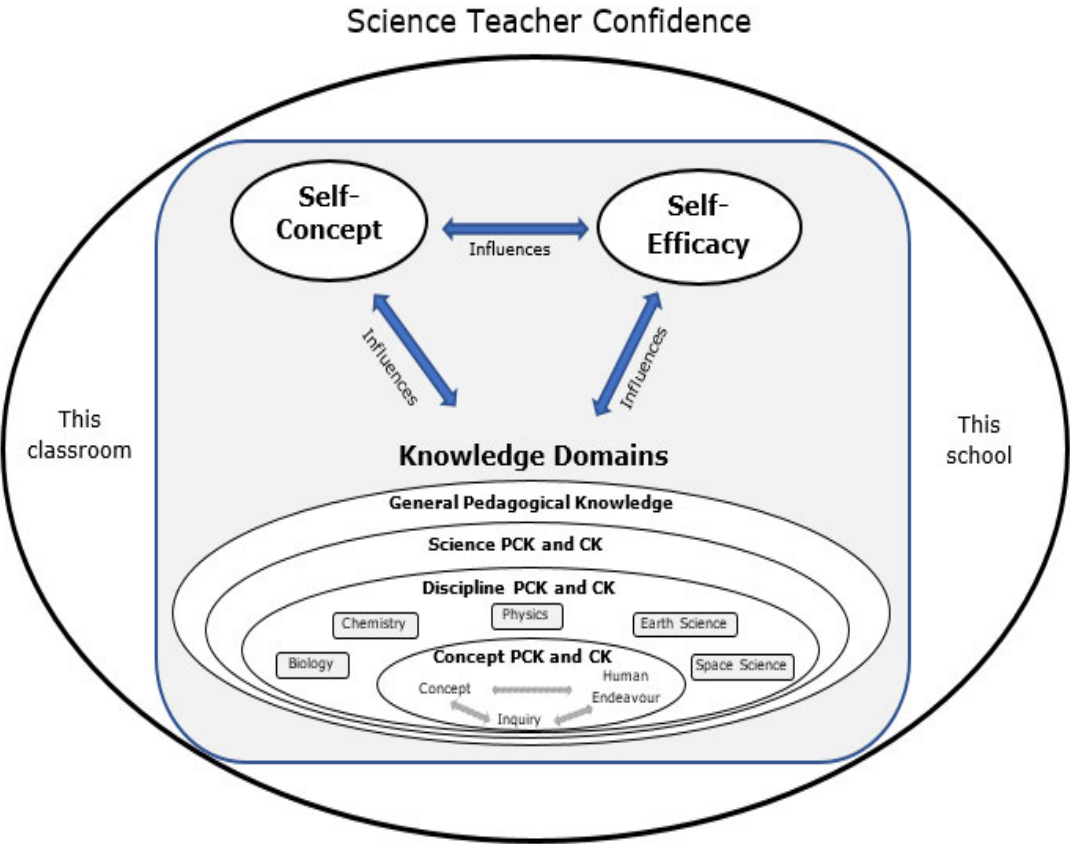 Science Teacher Confidence
Self-
Concept
Self-
Efficacy
Influences
Influences
Influences
This
classroom
This
school
Knowledge Domains
General Pedagogical Knowledge
Science PCK and CK
Discipline PCK and CK
Physics
Chemistry
Earth Science
Biology
Space Science
Concept PCK and CK
Concept
Human
Endeavour
Inquiry